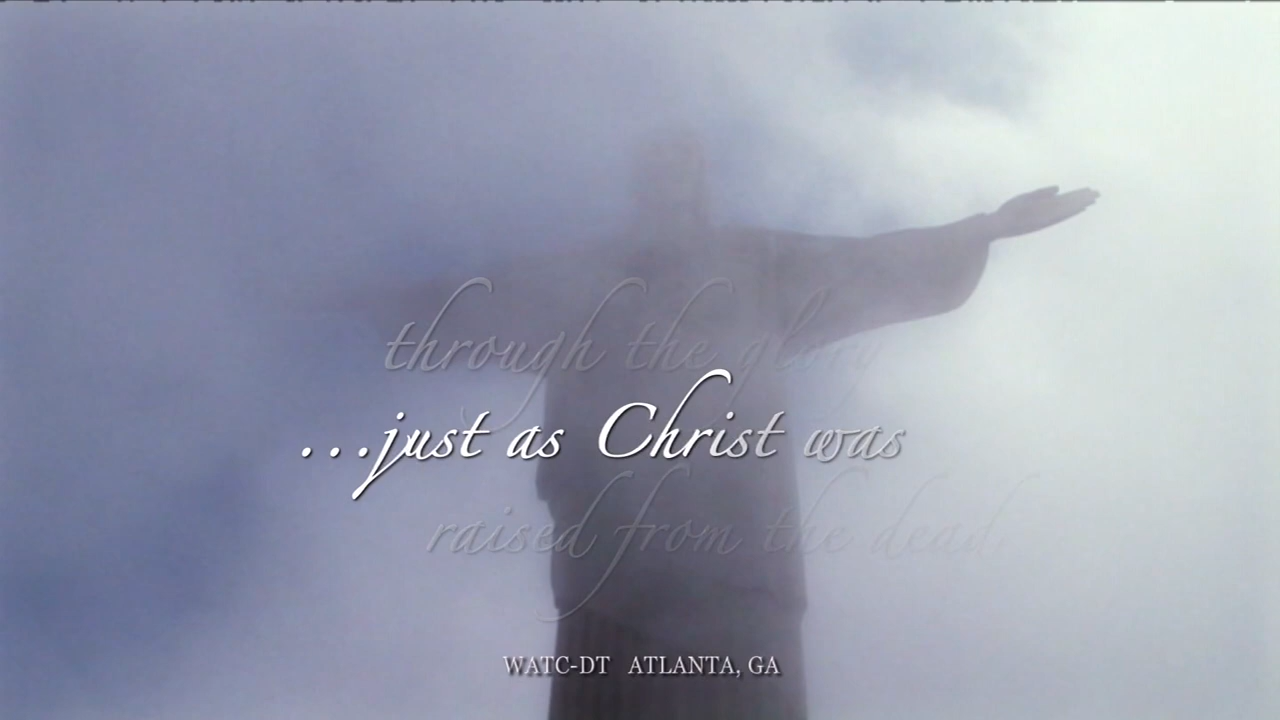 through the glory
...just as Christ was
raised from the dead.
WATC-DT ATLANTA, GA